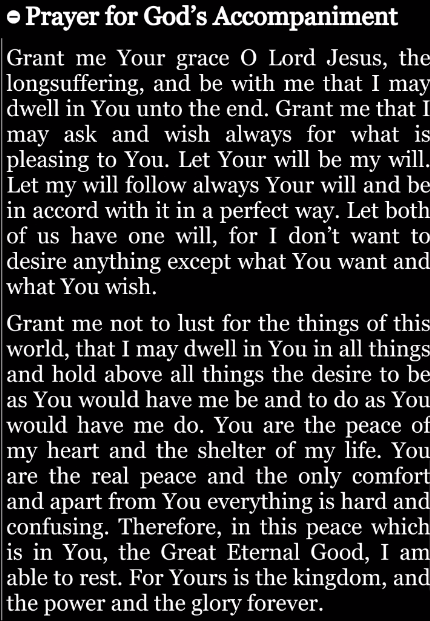 Prayer for God’s Accompaniment
Grant me Your grace O Lord Jesus, the
longsuffering, and be with me that I may
dwell in You unto the end. Grant me that I
may ask and wish always for what is
pleasing to You. Let Your will be my will.
Let my will follow always Your will and be
in accord with it in a perfect way. Let both
of us have one will, for I don’t want to
desire anything except what You want and
what You wish.
Grant me not to lust for the things of this
world, that I may dwell in You in all things
and hold above all things the desire to be
as You would have me be and to do as You
would have me do. You are the peace of
my heart and the shelter of my life. You
are the real peace and the only comfort
and apart from You everything is hard and
confusing. Therefore, in this peace which
is in You, the Great Eternal Good, I am
able to rest. For Yours is the kingdom, and
the power and the glory forever.